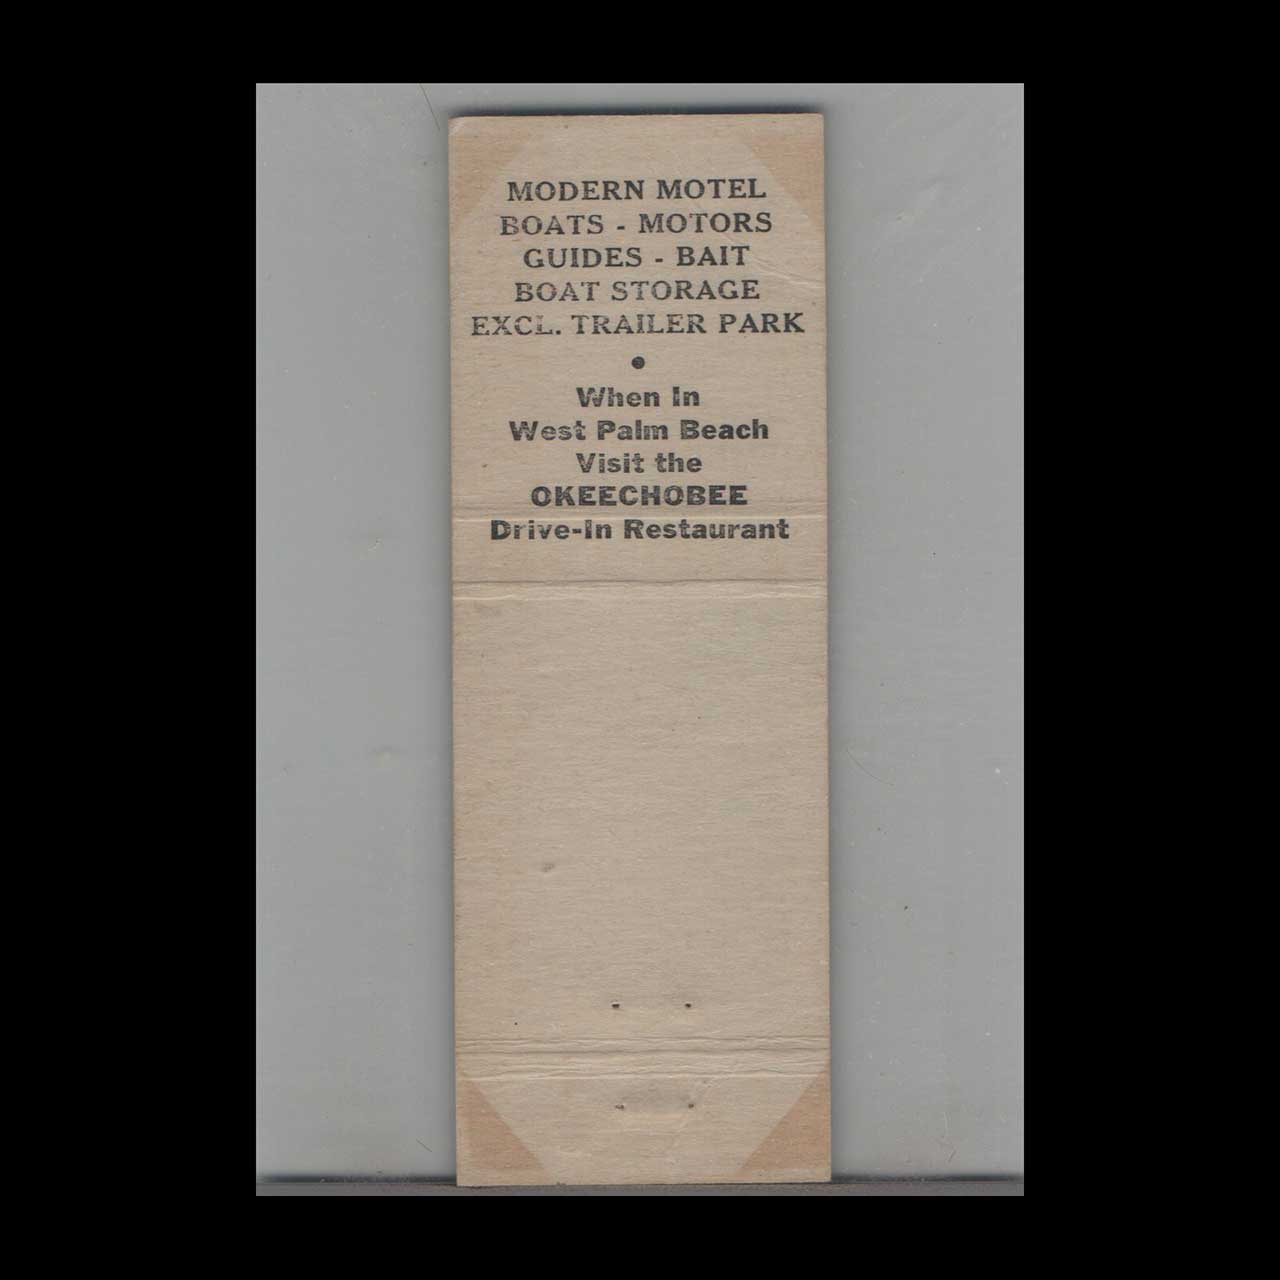 MODERN MOTEL
BOATS - MOTORS
GUIDES - BAIT
BOAT STORAGE
EXCL. TRAILER PARK
●
When In
West Palm Beach
Visit the
OKEECHOBEE
Drive-In Restaurant